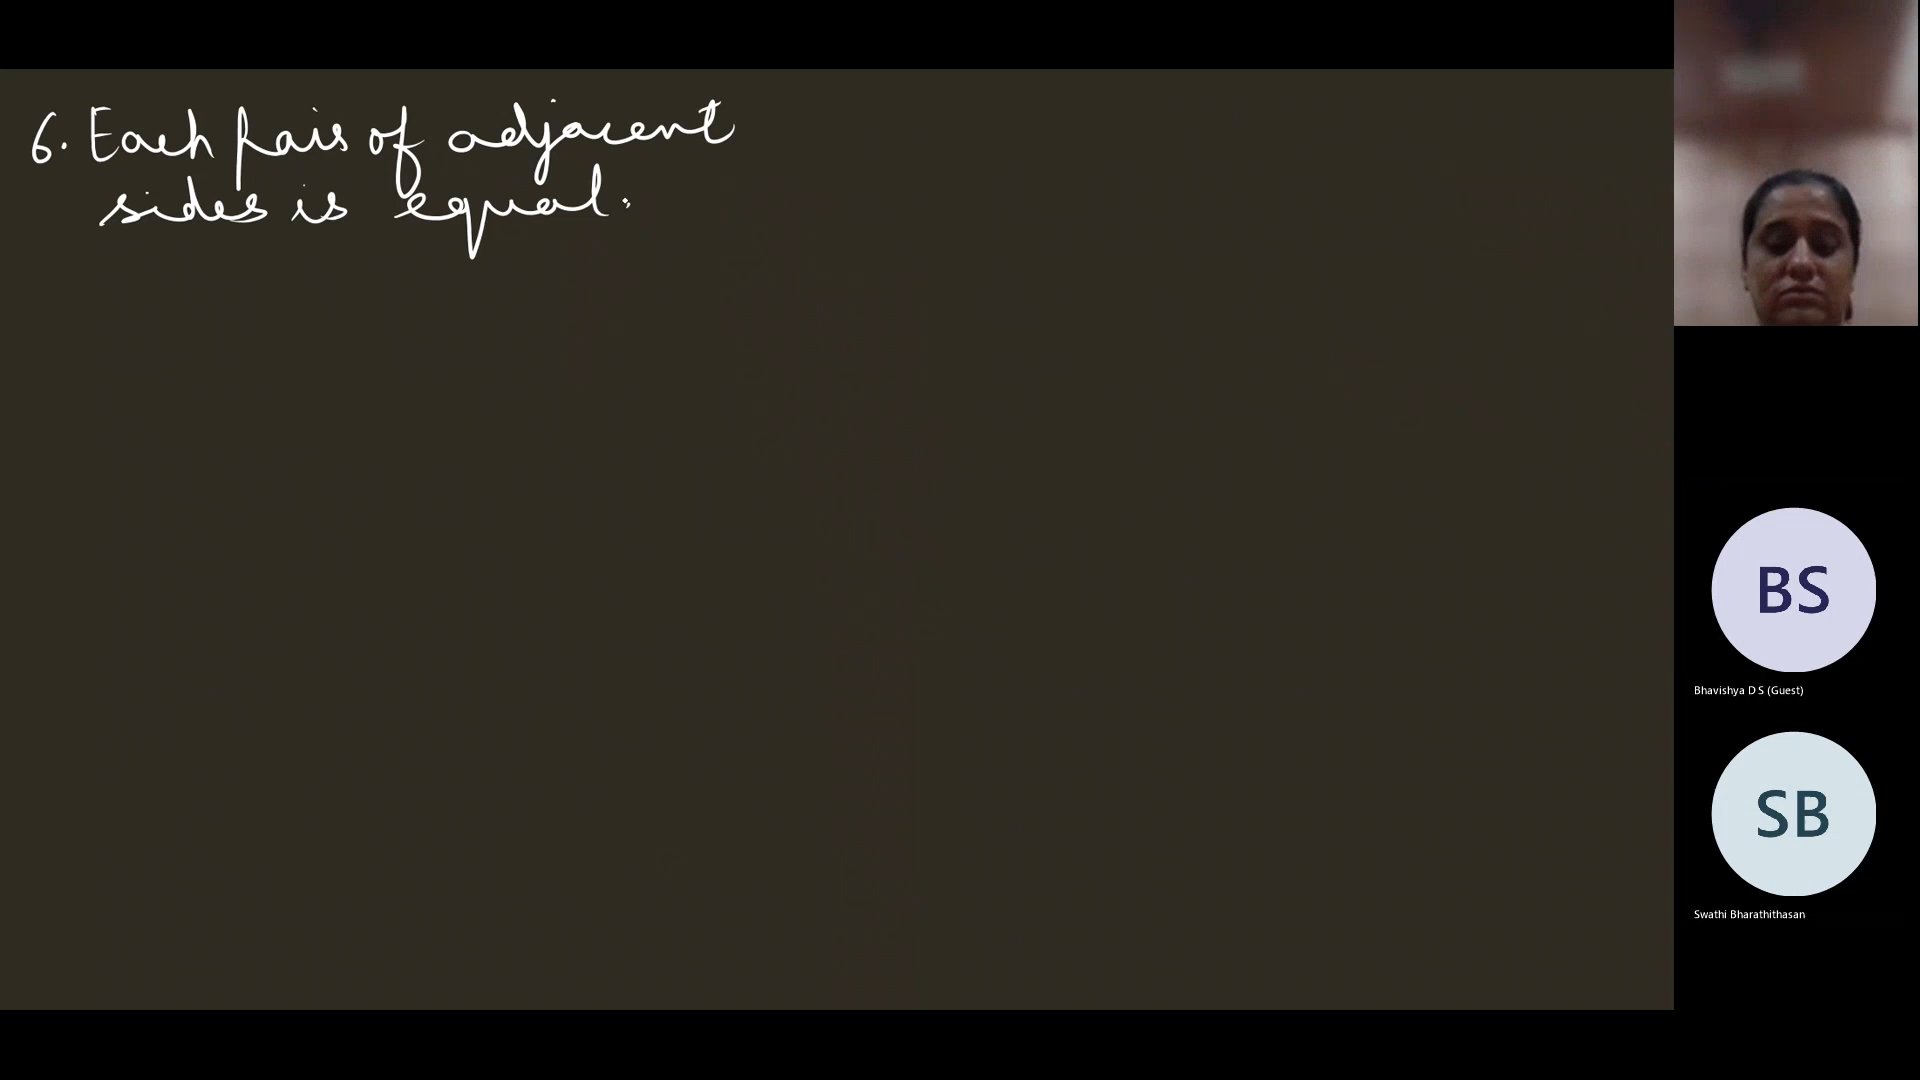 6. Each pair of adjacent
sides is equal.
BS
Bhavishya D S (Guest)
SB
Swathi Bharathithasan